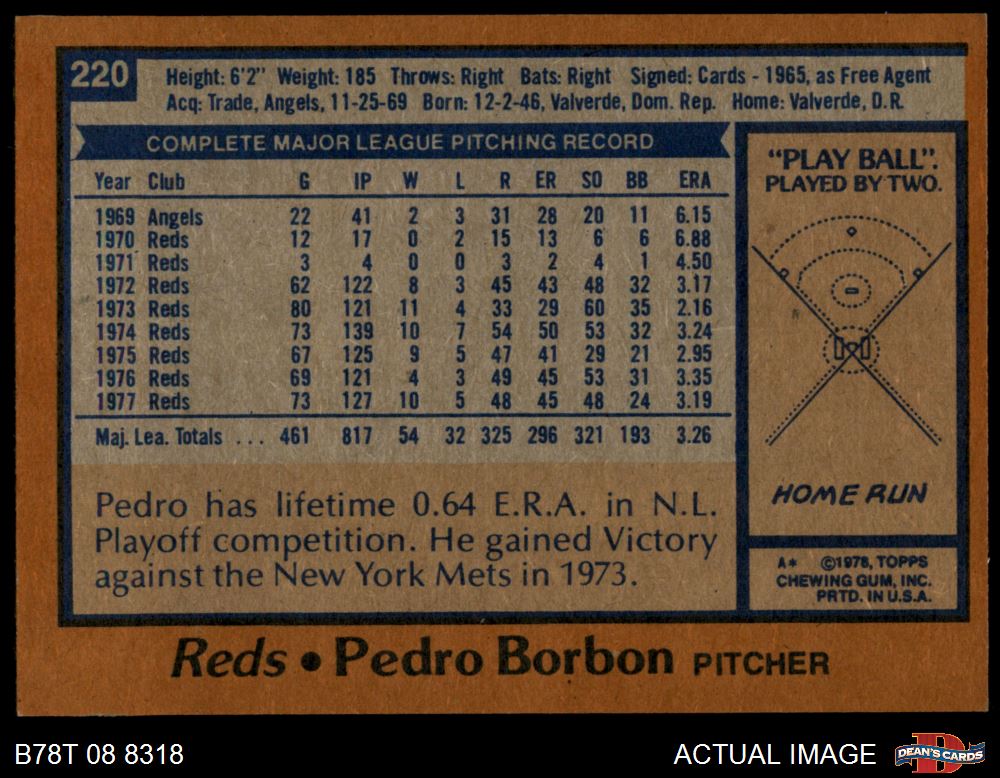 220
Height: 6'2" Weight: 185 Throws: Right Bats: Right Signed: Cards - 1965, as Free Agent
Acq: Trade, Angels, 11-25-69 Born: 12-2-46, Valverde, Dom. Rep. Home: Valverde, D.R.
COMPLETE MAJOR LEAGUE PITCHING RECORD
Year Club G IP W L R ER SO BB ERA
1969 Angels 22 41 2 3 31 28 20 11 6.15
1970 Reds 12 17 0 2 15 13 6 6 6.88
1971 Reds 3 4 0 0 3 2 4 1 4.50
1972 Reds 62 122 8 3 45 43 48 32 3.17
1973 Reds 80 121 11 4 33 29 60 35 2.16
1974 Reds 73 139 10 7 54 50 53 32 3.24
1975 Reds 67 125 9 5 47 41 29 21 2.95
1976 Reds 69 121 4 3 49 45 53 31 3.35
1977 Reds 73 127 10 5 48 45 48 24 3.19
Maj. Lea. Totals ... 461 817 54 32 325 296 321 193 3.26
Pedro has lifetime 0.64 E.R.A. in N.L.
Playoff competition. He gained Victory
against the New York Mets in 1973.
"PLAY BALL".
PLAYED BY TWO.
HOME RUN
A* ©1978, TOPPS
CHEWING GUM, INC.
PRTD. IN U.S.A.
Reds • Pedro Borbon PITCHER
B78T 08 8318
ACTUAL IMAGE
DEAN'S CARDS